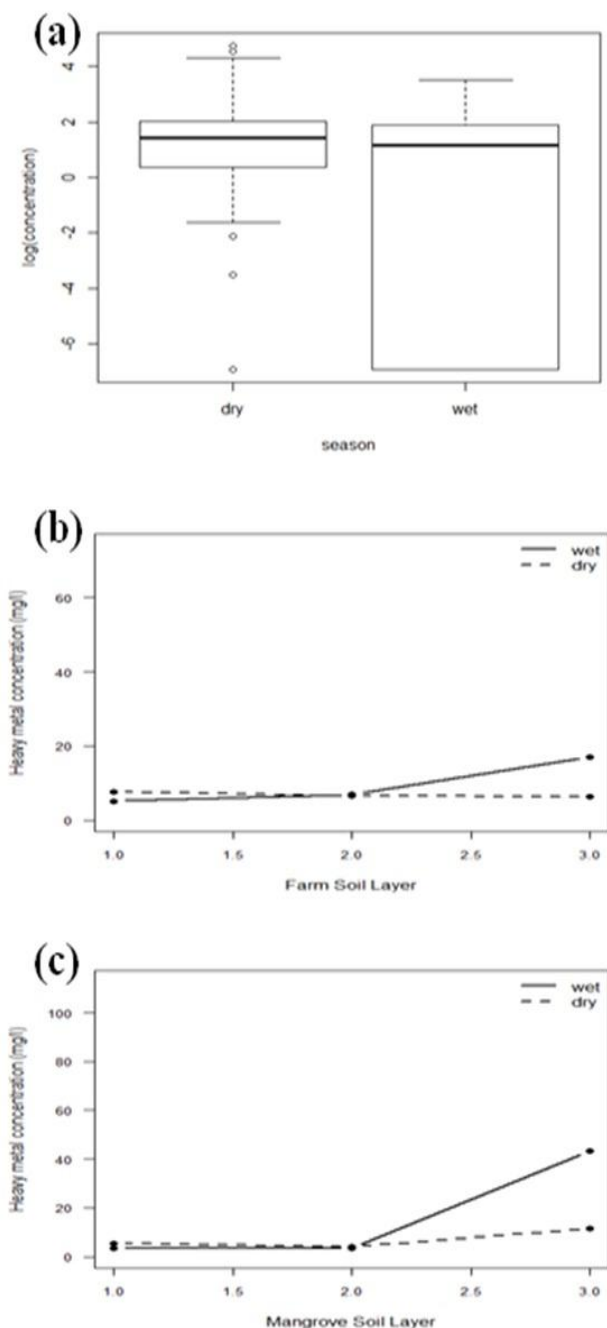 (a)
log(concentration)
4
2
0
-2
-4
-6
dry wet
season
(b)
wet
dry
Heavy metal concentration (mg/l)
60
40
20
0
1.0 1.5 2.0 2.5 3.0
Farm Soil Layer
(c)
wet
dry
Heavy metal concentration (mg/l)
100
80
60
40
20
0
1.0 1.5 2.0 2.5 3.0
Mangrove Soil Layer